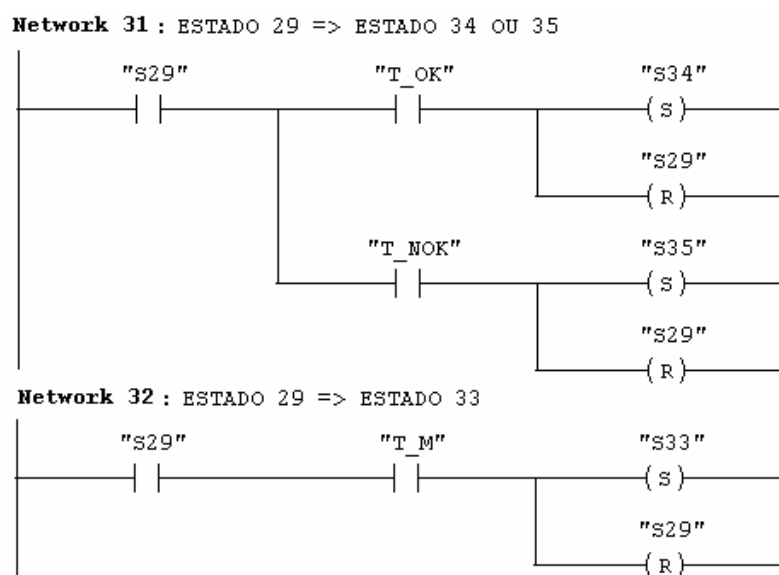 Network 31 : ESTADO 29 => ESTADO 34 OU 35
"S29" "T_OK" "S34"
( S )
"S29"
( R )
"T_NOK" "S35"
( S )
"S29"
( R )
Network 32 : ESTADO 29 => ESTADO 33
"S29" "T_M" "S33"
( S )
"S29"
( R )